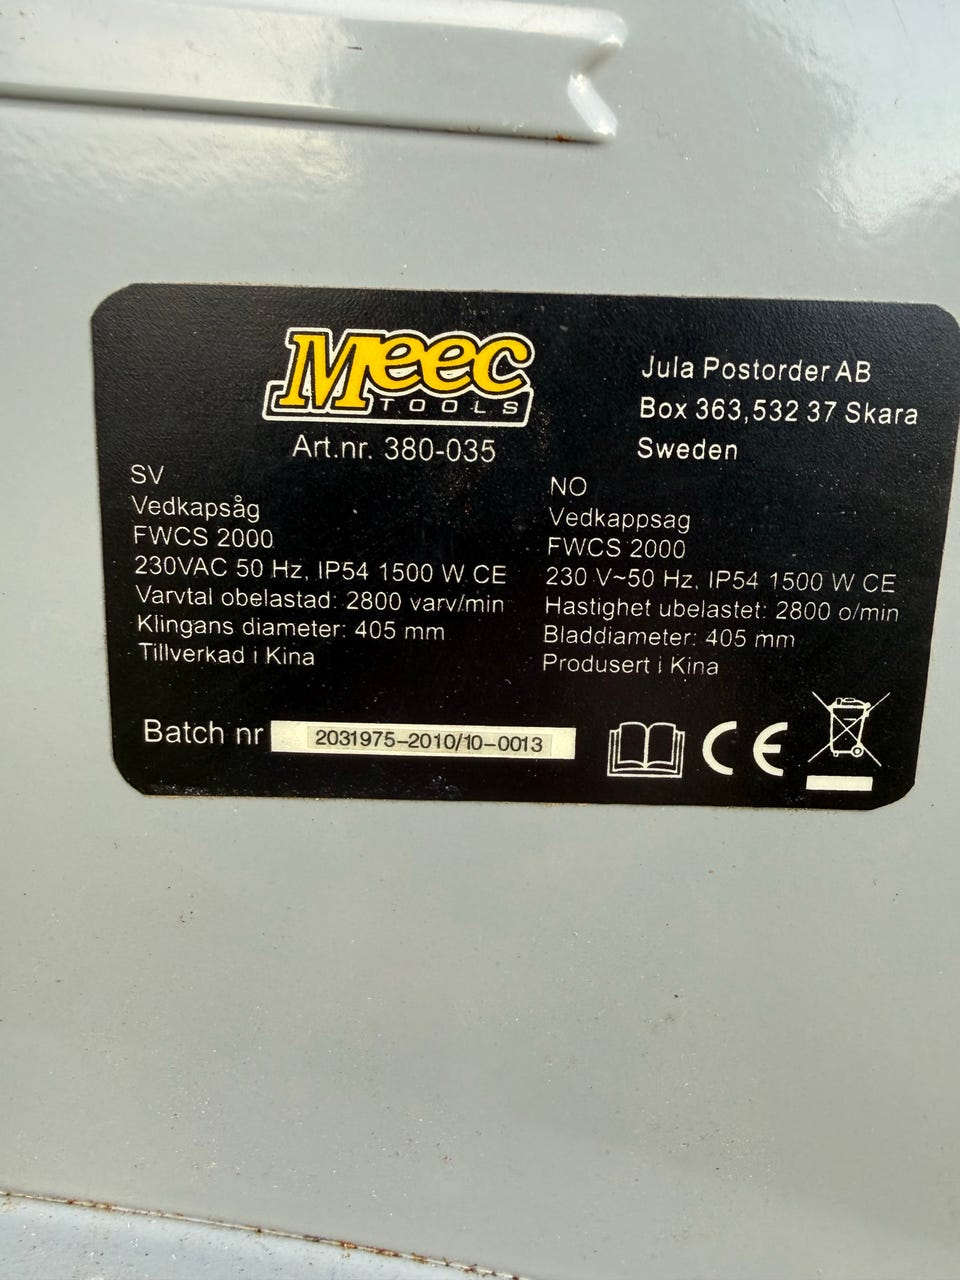 Meec
TOOLS
Art.nr. 380-035
Jula Postorder AB
Box 363,532 37 Skara
Sweden
SV
Vedkapsåg
FWCS 2000
230VAC 50 Hz, IP54 1500 W CE
Varvtal obelastad: 2800 varv/min
Klingans diameter: 405 mm
Tillverkad i Kina
NO
Vedkappsag
FWCS 2000
230 V~50 Hz, IP54 1500 W CE
Hastighet ubelastet: 2800 o/min
Bladdiameter: 405 mm
Produsert i Kina
Batch nr 2031975-2010/10-0013
CE